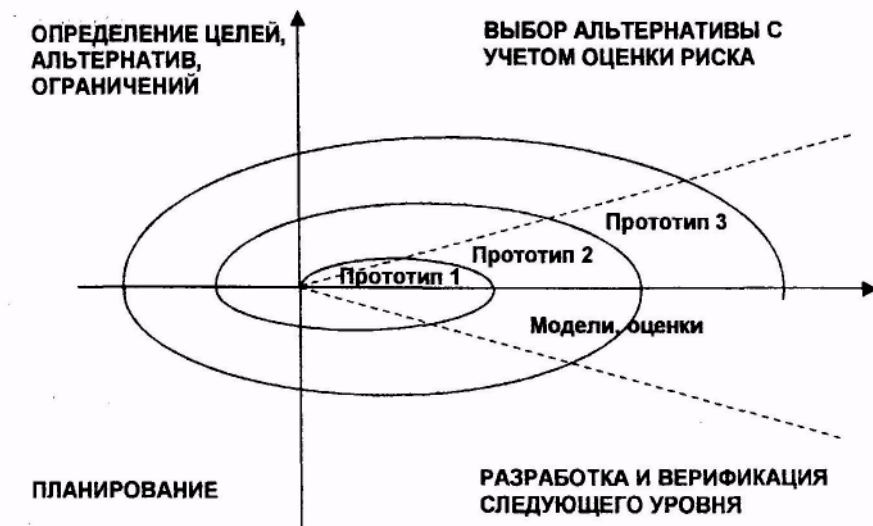 ОПРЕДЕЛЕНИЕ ЦЕЛЕЙ,
АЛЬТЕРНАТИВ,
ОГРАНИЧЕНИЙ
ВЫБОР АЛЬТЕРНАТИВЫ С
УЧЕТОМ ОЦЕНКИ РИСКА
Прототип 3
Прототип 2
Прототип 1
Модели, оценки
ПЛАНИРОВАНИЕ
РАЗРАБОТКА И ВЕРИФИКАЦИЯ
СЛЕДУЮЩЕГО УРОВНЯ